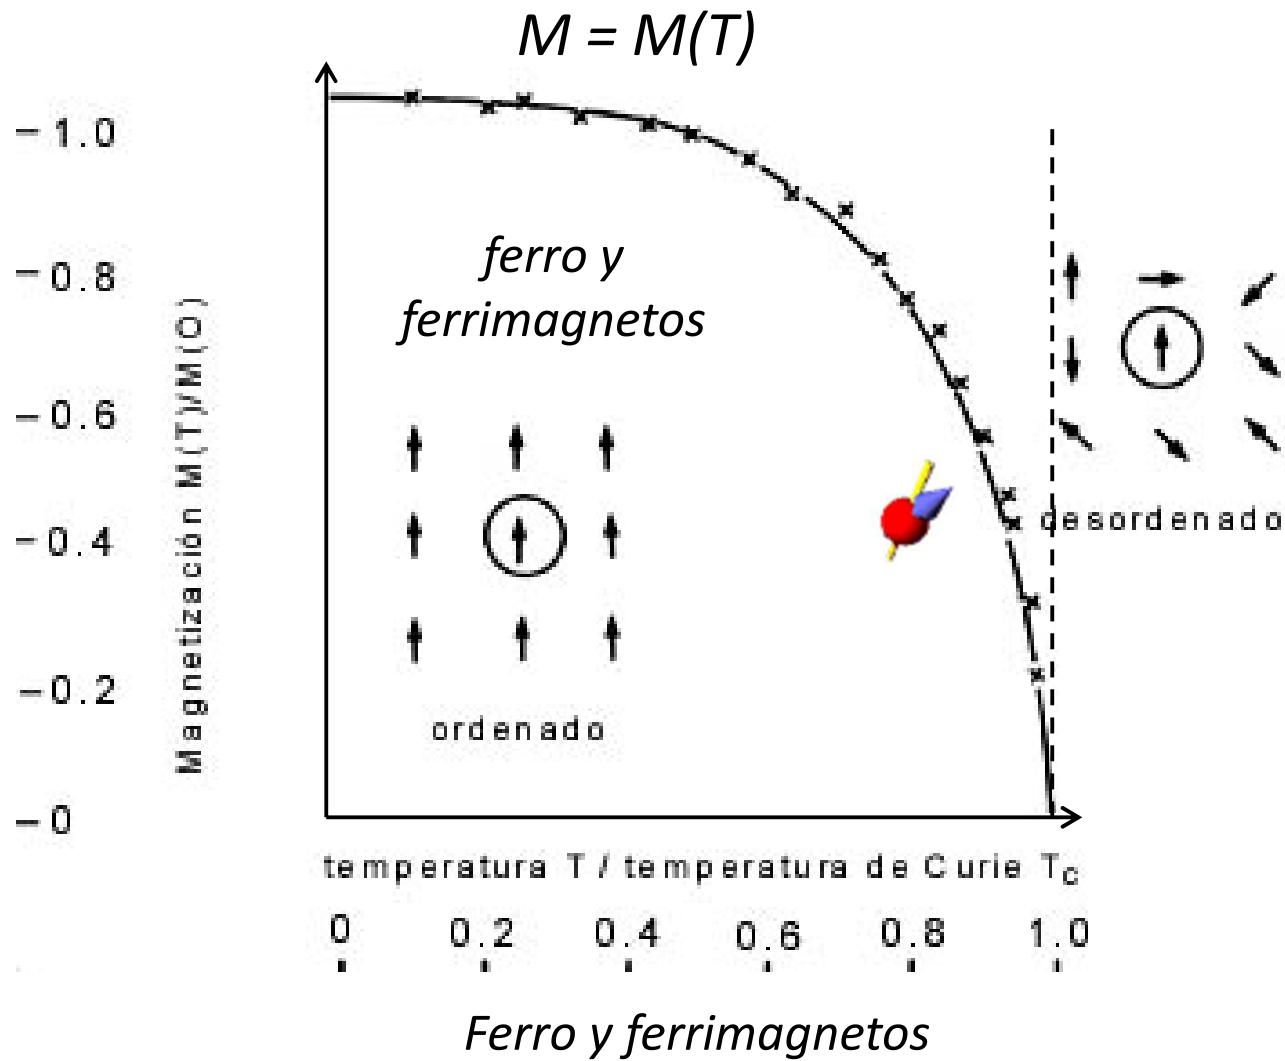 M = M(T)
– 1.0
– 0.8
– 0.6
– 0.4
– 0.2
– 0
Magnetización M(T)/M(O)
ferro y
ferrimagnetos
ordenado
desordenado
temperatura T / temperatura de Curie TC
0 0.2 0.4 0.6 0.8 1.0
Ferro y ferrimagnetos